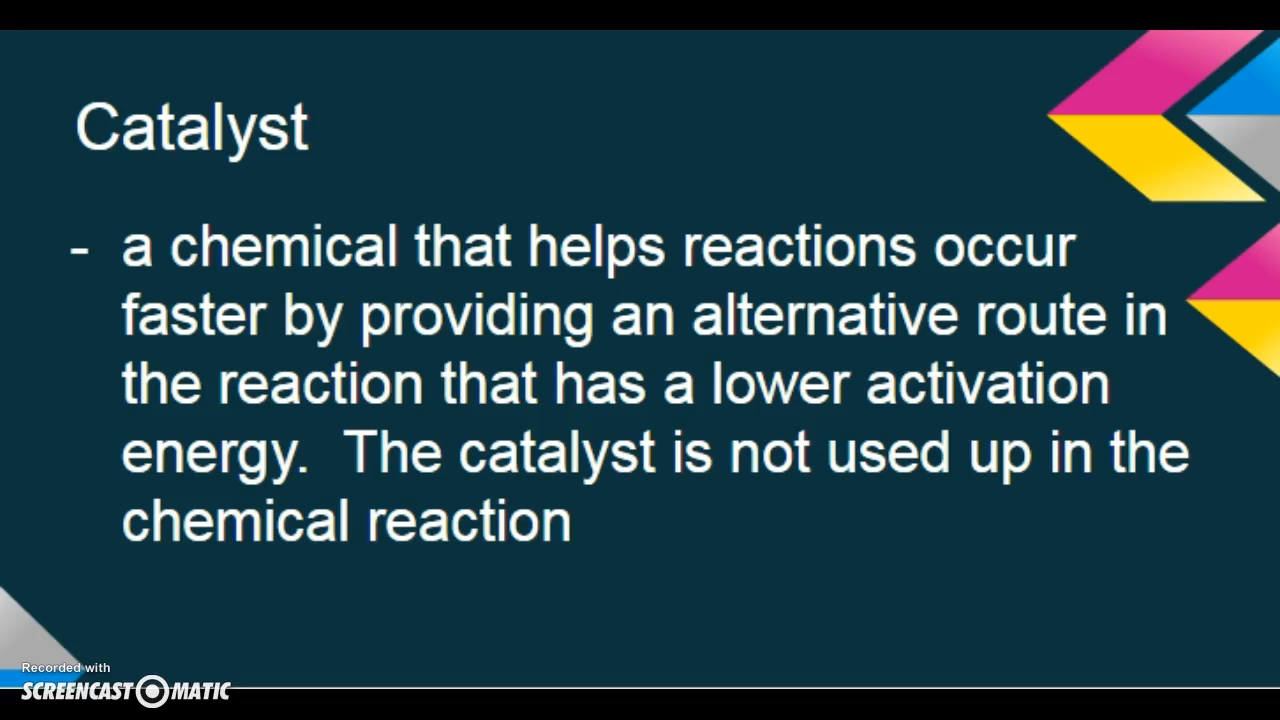 Catalyst
- a chemical that helps reactions occur
faster by providing an alternative route in
the reaction that has a lower activation
energy.  The catalyst is not used up in the
chemical reaction
Recorded with
SCREENCAST MATIC